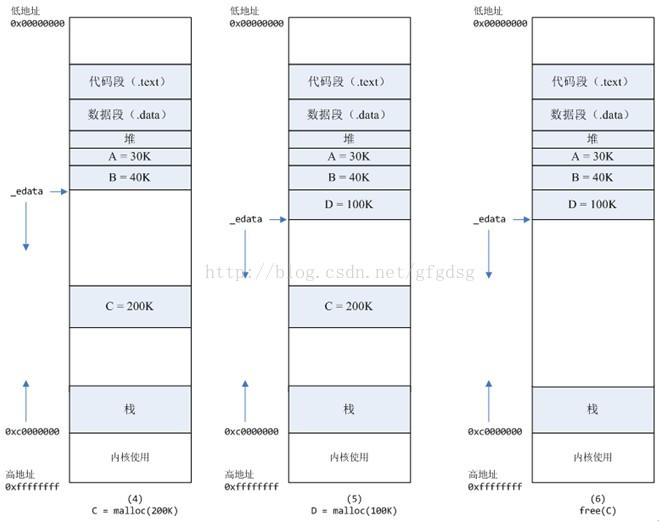 低地址
0x00000000
代码段（.text）
数据段（.data）
堆
A = 30K
B = 40K
_edata
C = 200K
栈
0xc0000000
内核使用
高地址
0xffffffff
(4)
C = malloc(200K)
低地址
0x00000000
代码段（.text）
数据段（.data）
堆
A = 30K
B = 40K
D = 100K
_edata
C = 200K
栈
0xc0000000
内核使用
高地址
0xffffffff
(5)
D = malloc(100K)
低地址
0x00000000
代码段（.text）
数据段（.data）
堆
A = 30K
B = 40K
D = 100K
_edata
栈
0xc0000000
内核使用
高地址
0xffffffff
(6)
free(C)
http://blog.csdn.net/gfgdsg